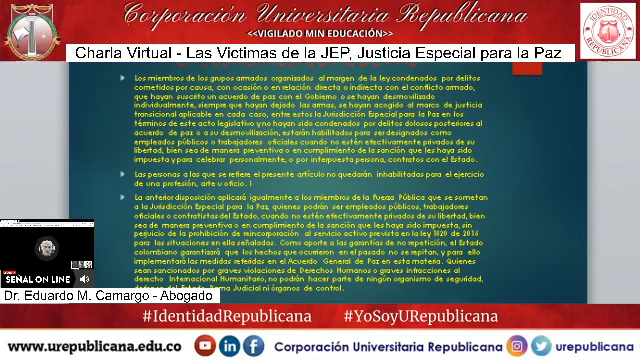 Corporación Universitaria Republicana
<<VIGILADO MIN EDUCACIÓN>>
Charla Virtual - Las Victimas de la JEP, Justicia Especial para la Paz
IDENTIDAD
REPUBLICANA
Los miembros de los grupos armados organizados al margen de la ley condenados por delitos
cometidos por causa, con ocasión o en relación directa o indirecta con el conflicto armado,
que hayan suscrito un acuerdo de paz con el Gobierno o se hayan desmovilizado
individualmente, siempre que hayan dejado las armas, se hayan acogido al marco de justicia
transicional aplicable en cada caso, entre estos la Jurisdicción Especial para la Paz en los
términos de este acto legislativo y no hayan sido condenados por delitos dolosos posteriores al
acuerdo de paz o a su desmovilización, estarán habilitados para ser designados como
empleados públicos o trabajadores oficiales cuando no estén efectivamente privados de su
libertad, bien sea de manera preventiva o en cumplimiento de la sanción que les haya sido
impuesta y para celebrar personalmente, o por interpuesta persona, contratos con el Estado.
Las personas a las que se refiere el presente artículo no quedarán inhabilitadas para el ejercicio
de una profesión, arte u oficio. I
La anterior disposición aplicará igualmente a los miembros de la Fuerza Pública que se sometan
a la Jurisdicción Especial para la Paz, quienes podrán ser empleados públicos, trabajadores
oficiales o contratistas del Estado, cuando no estén efectivamente privados de su libertad, bien
sea de manera preventiva o en cumplimiento de la sanción que les haya sido impuesta, sin
perjuicio de la prohibición de reincorporación al servicio activo prevista en la ley 1820 de 2016
para las situaciones en ella señaladas. Como aporte a las garantías de no repetición, el Estado
colombiano garantizará que los hechos que ocurrieron en el pasado no se repitan, y para ello
implementará las medidas referidas en el Acuerdo General de Paz en esta materia. Quienes
sean sancionados por graves violaciones de Derechos Humanos o graves infracciones al
derecho Internacional Humanitario, no podrán hacer parte de ningún organismo de seguridad,
defensa del Estado, Rama Judicial ni órganos de control.
SEÑAL ON LINE
Dr. Eduardo M. Camargo - Abogado
#IdentidadRepublicana #YoSoyURepublicana
www.urepublicana.edu.co Corporación Universitaria Republicana urepublicana